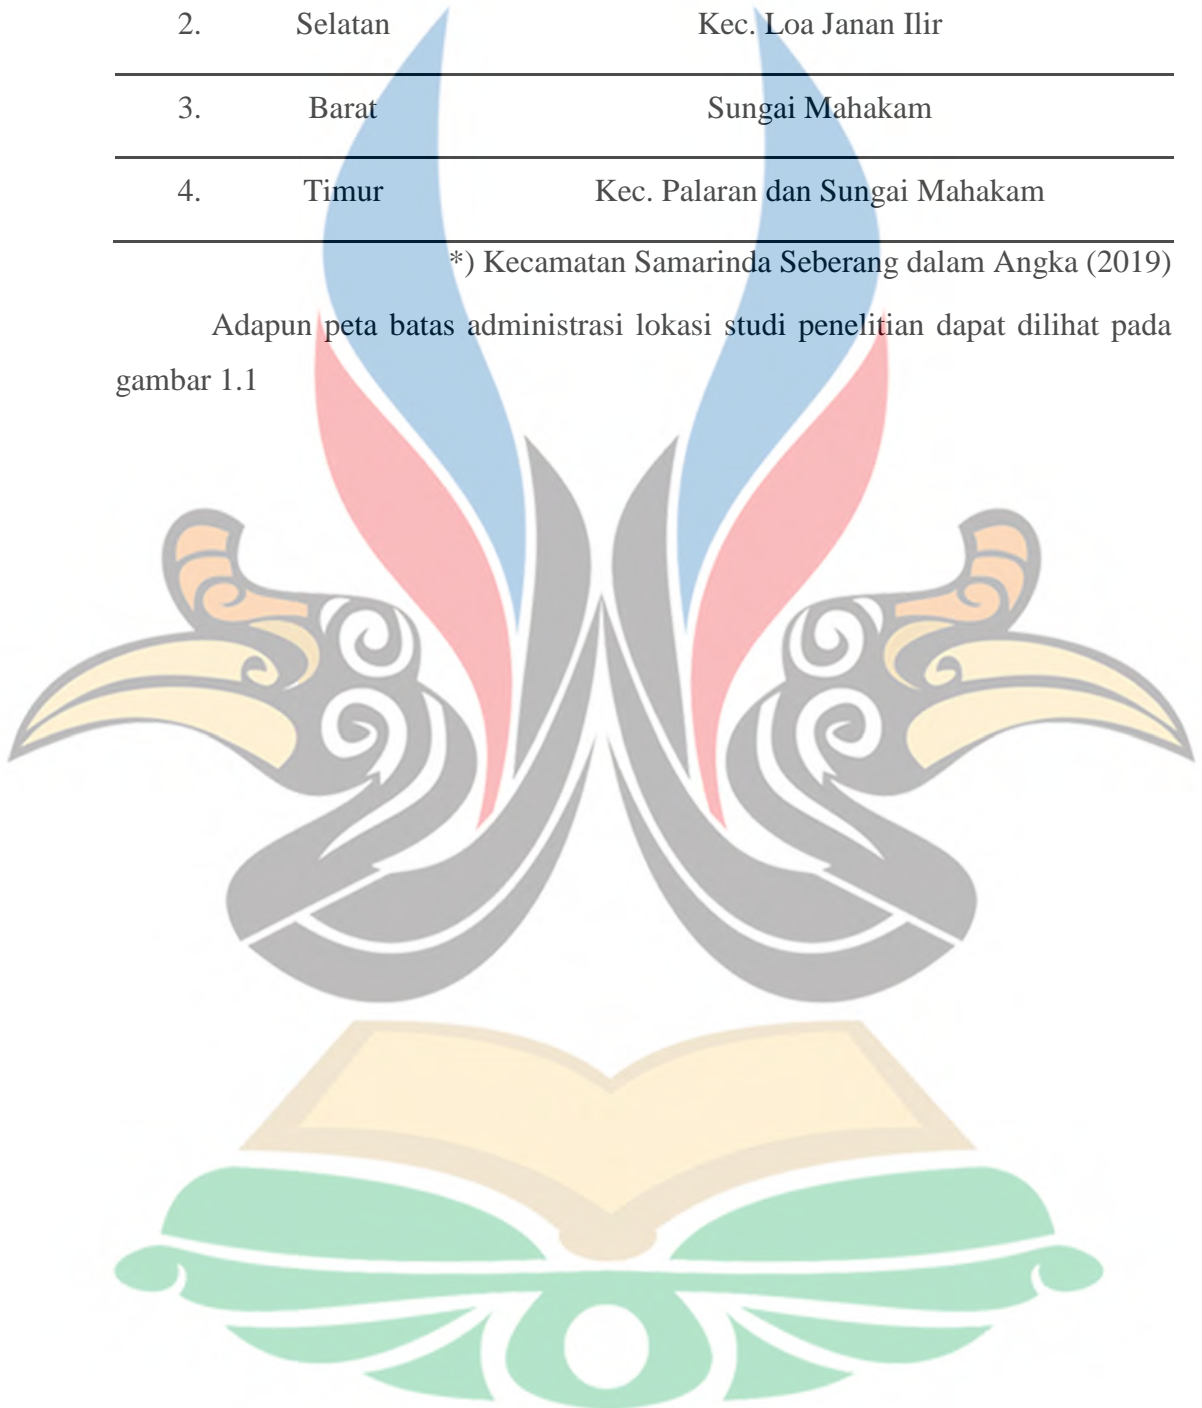 2. Selatan Kec. Loa Janan Ilir
3. Barat Sungai Mahakam
4. Timur Kec. Palaran dan Sungai Mahakam
*) Kecamatan Samarinda Seberang dalam Angka (2019)
Adapun peta batas administrasi lokasi studi penelitian dapat dilihat pada
gambar 1.1